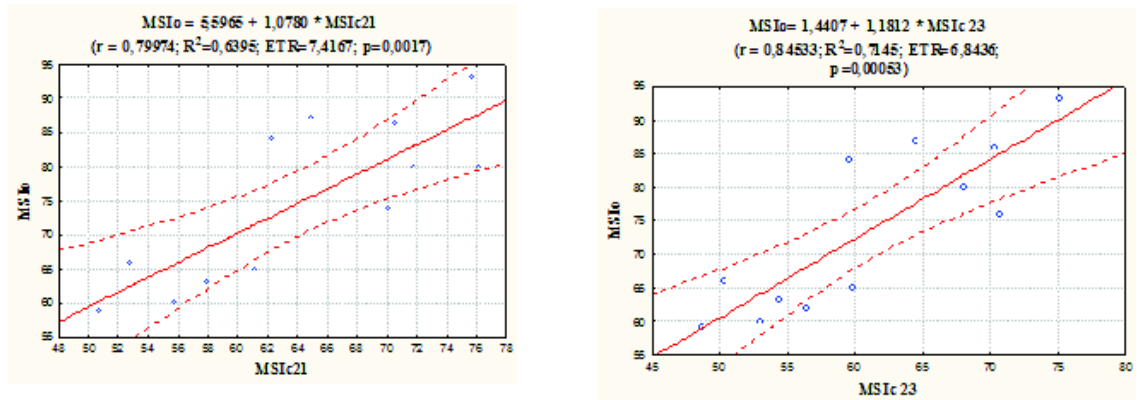 MSIo = 5,5965 + 1,0780 * MSIc21
(r = 0,79974; R²=0,6395; ETR=7,4167; p=0,0017)
95
90
85
80
75
70
65
60
55
MSIo
48 50 52 54 56 58 60 62 64 66 68 70 72 74 76 78
MSIc21
MSIo= 1,4407 + 1,1812 * MSIc 23
(r = 0,84533; R²=0,7145; ETR=6,8436;
p =0,00053)
95
90
85
80
75
70
65
60
55
MSIo
45 50 55 60 65 70 75 80
MSIc 23